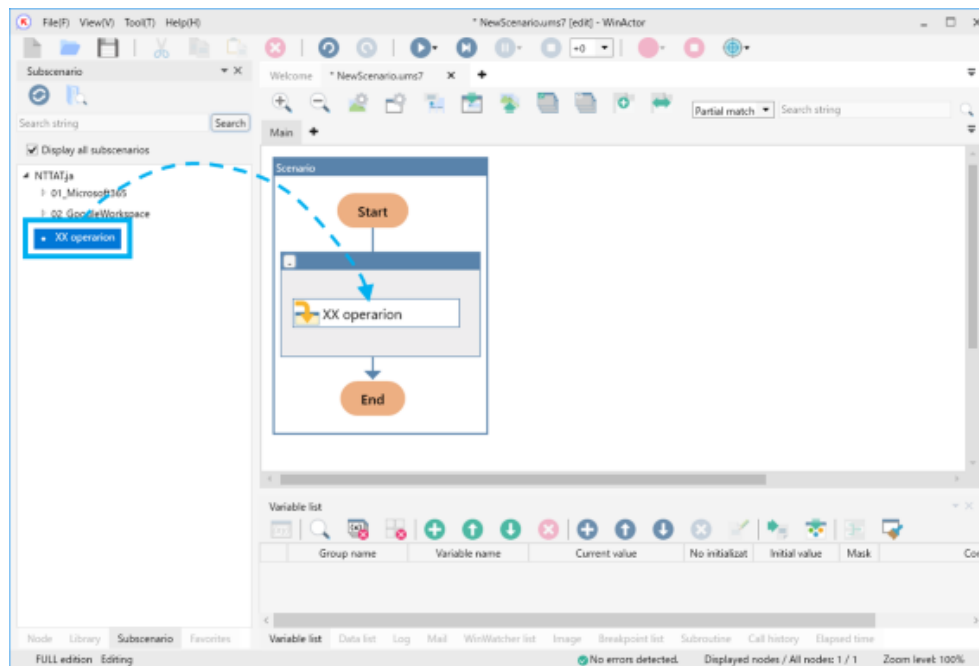 File(F) View(V) Tool(T) Help(H)
* NewScenario.ums7 [edit] - WinActor
+0
Subscenario
Welcome * NewScenario.ums7
Search string Search
Partial match Search string
Main
Display all subscenarios
NTTAT.ja
01_Microsoft365
02_GoogleWorkspace
XX operarion
Scenario
Start
XX operarion
End
Variable list
Group name Variable name Current value No initializat Initial value Mask Co
Node Library Subscenario Favorites
Variable list Data list Log Mail WinWatcher list Image Breakpoint list Subroutine Call history Elapsed time
FULL edition Editing
No errors detected. Displayed nodes / All nodes: 1 / 1 Zoom level: 100%